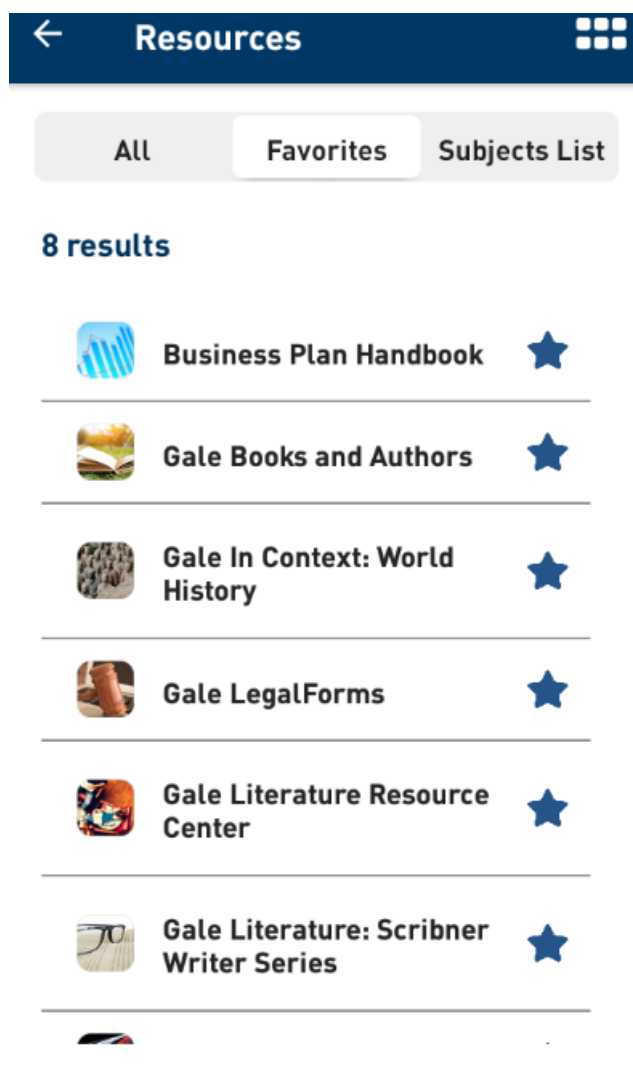 Resources
All Favorites Subjects List
8 results
Business Plan Handbook
Gale Books and Authors
Gale In Context: World
History
Gale LegalForms
Gale Literature Resource
Center
Gale Literature: Scribner
Writer Series